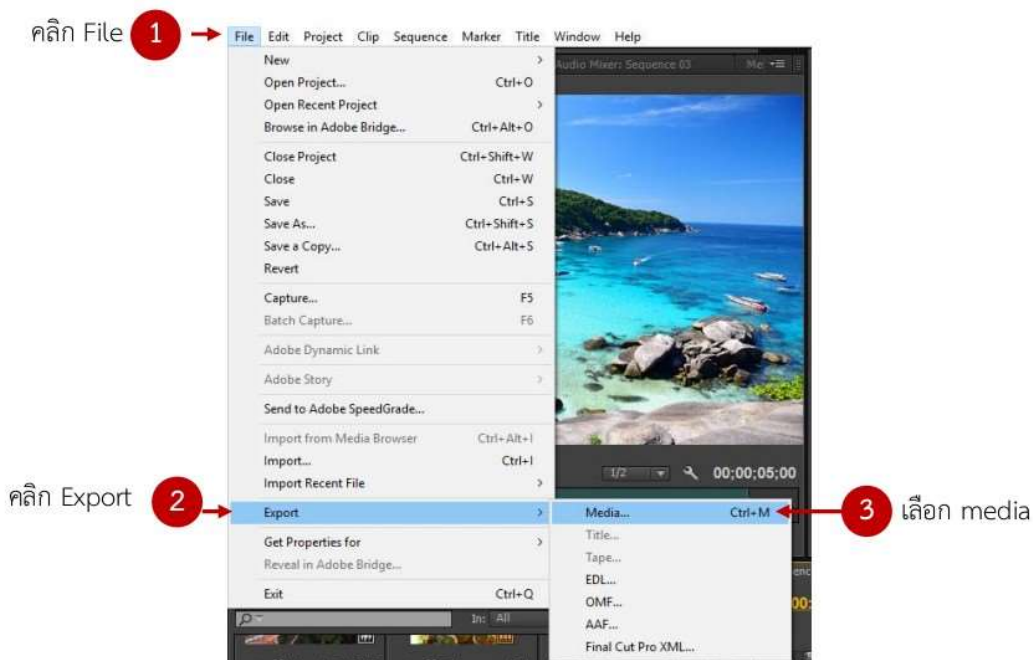 คลิก File 1
File Edit Project Clip Sequence Marker Title Window Help
New
Open Project... Ctrl+O
Open Recent Project
Browse in Adobe Bridge... Ctrl+Alt+O
Close Project Ctrl+Shift+W
Close Ctrl+W
Save Ctrl+S
Save As... Ctrl+Shift+S
Save a Copy... Ctrl+Alt+S
Revert
Capture... F5
Batch Capture... F6
Adobe Dynamic Link
Adobe Story
Send to Adobe SpeedGrade...
Import from Media Browser Ctrl+Alt+I
Import... Ctrl+I
Import Recent File
Export
Get Properties for
Reveal in Adobe Bridge...
Exit Ctrl+Q
In: All
Audio Mixer: Sequence 03
1/2 00;00;05;00
คลิก Export 2
Media... Ctrl+M
Title...
Tape...
EDL...
OMF...
AAF...
Final Cut Pro XML...
3 เลือก media